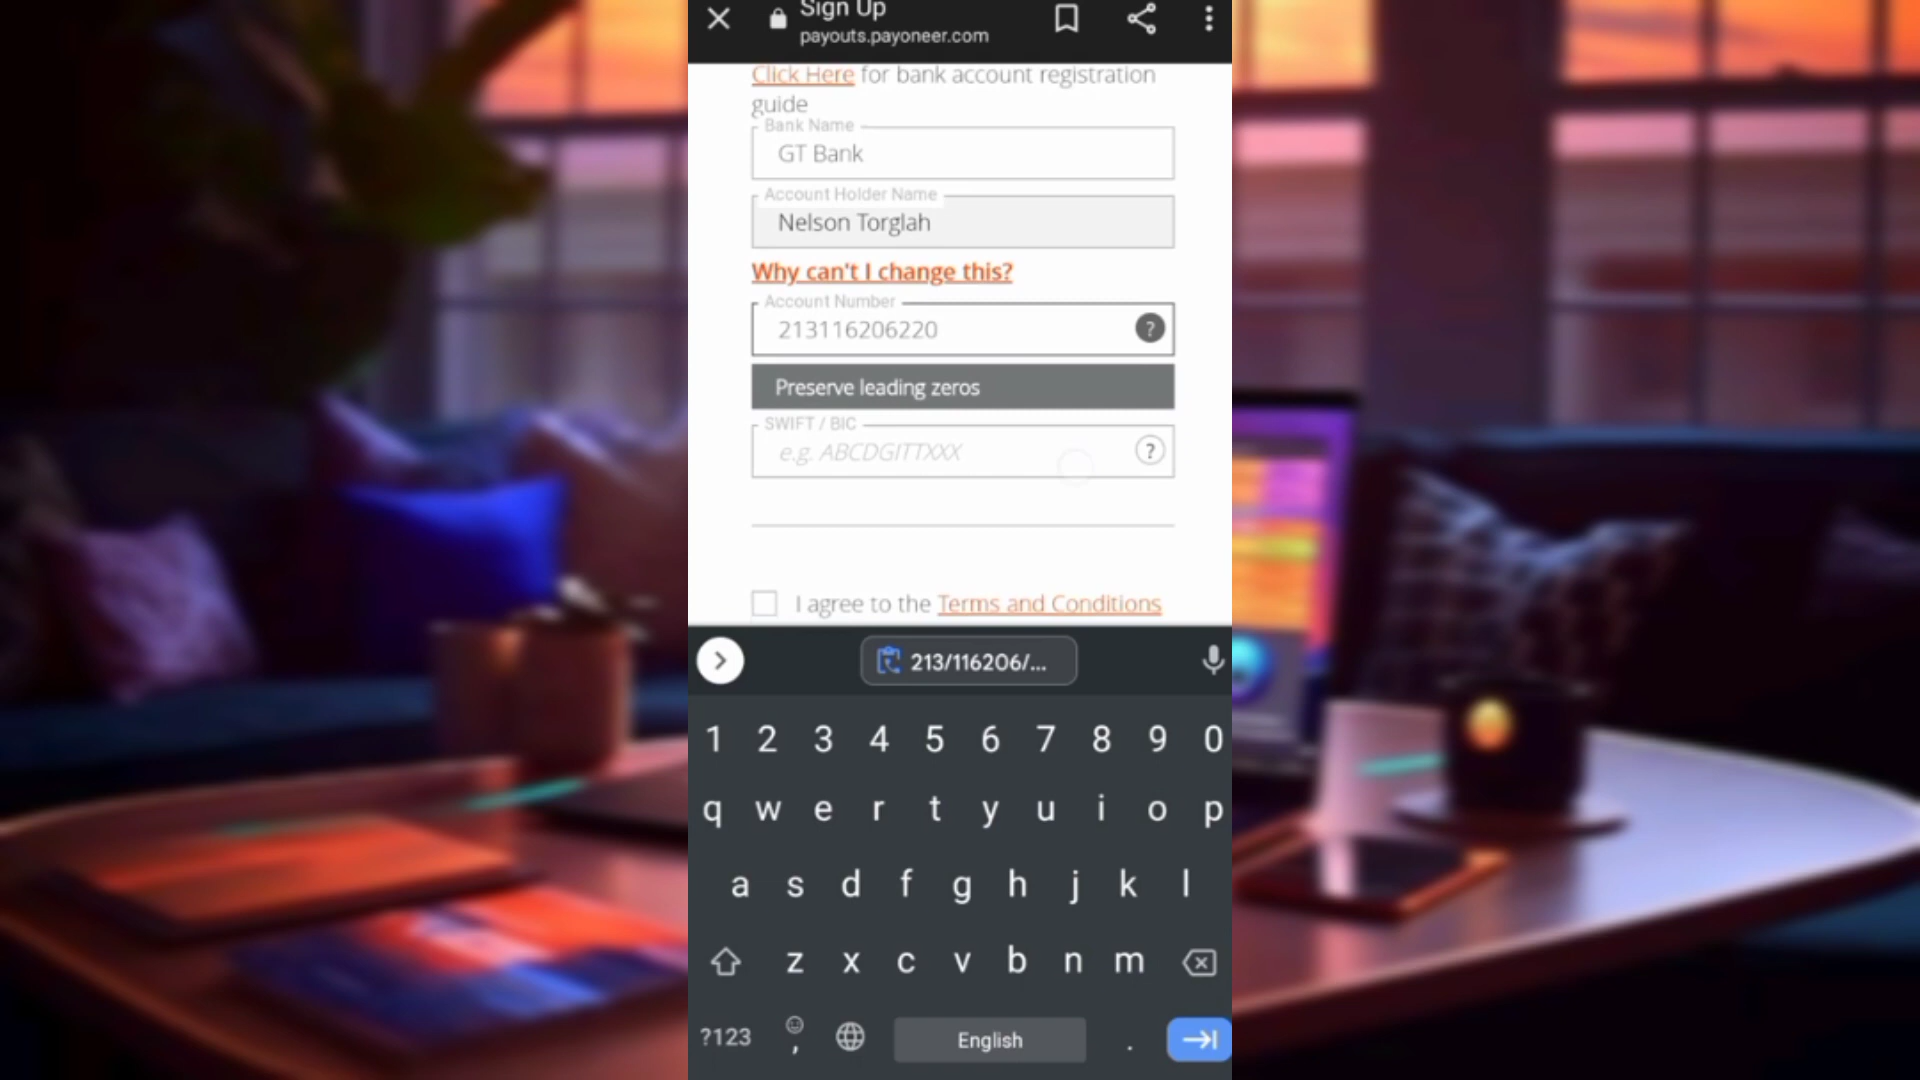 Sign Up
payouts.payoneer.com
Click Here for bank account registration
guide
Bank Name
GT Bank
Account Holder Name
Nelson Torglah
Why can't I change this?
Account Number
213116206220
?
Preserve leading zeros
SWIFT / BIC
e.g. ABCDGITTXXX
?
I agree to the Terms and Conditions
213/116206/...
1 2 3 4 5 6 7 8 9 0
q w e r t y u i o p
a s d f g h j k l
z x c v b n m
?123 , English .